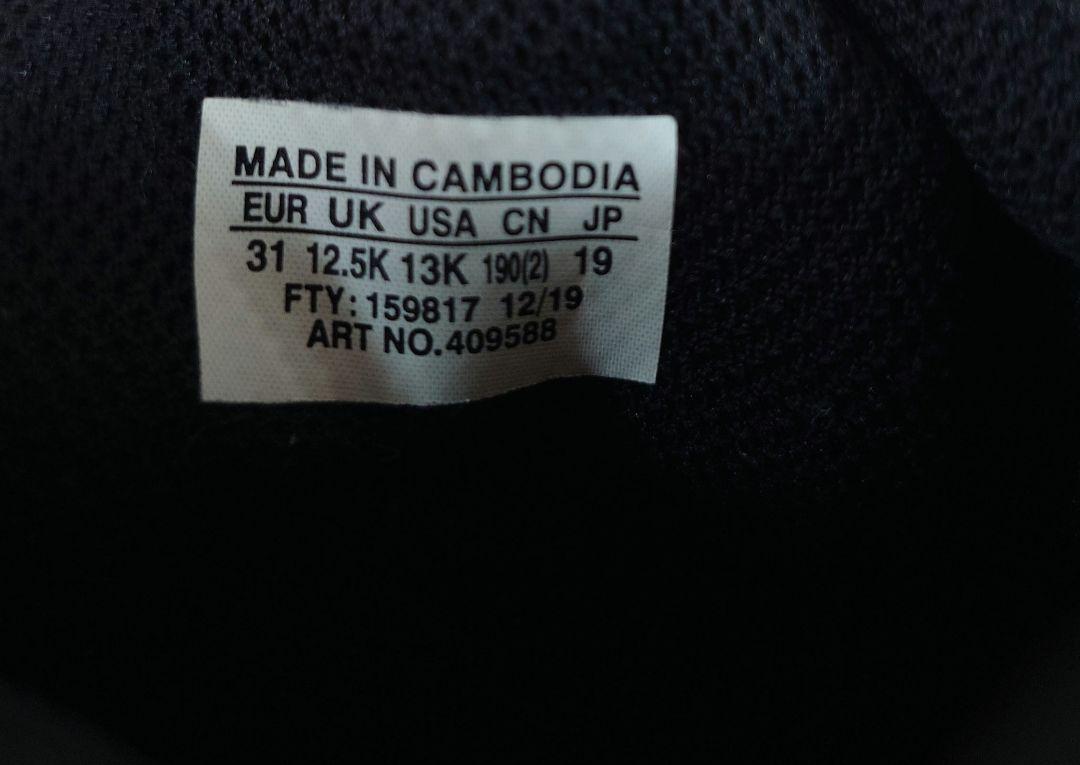 MADE IN CAMBODIA
EUR UK USA CN JP
31 12.5K 13K 190(2) 19
FTY: 159817 12/19
ART NO.409588